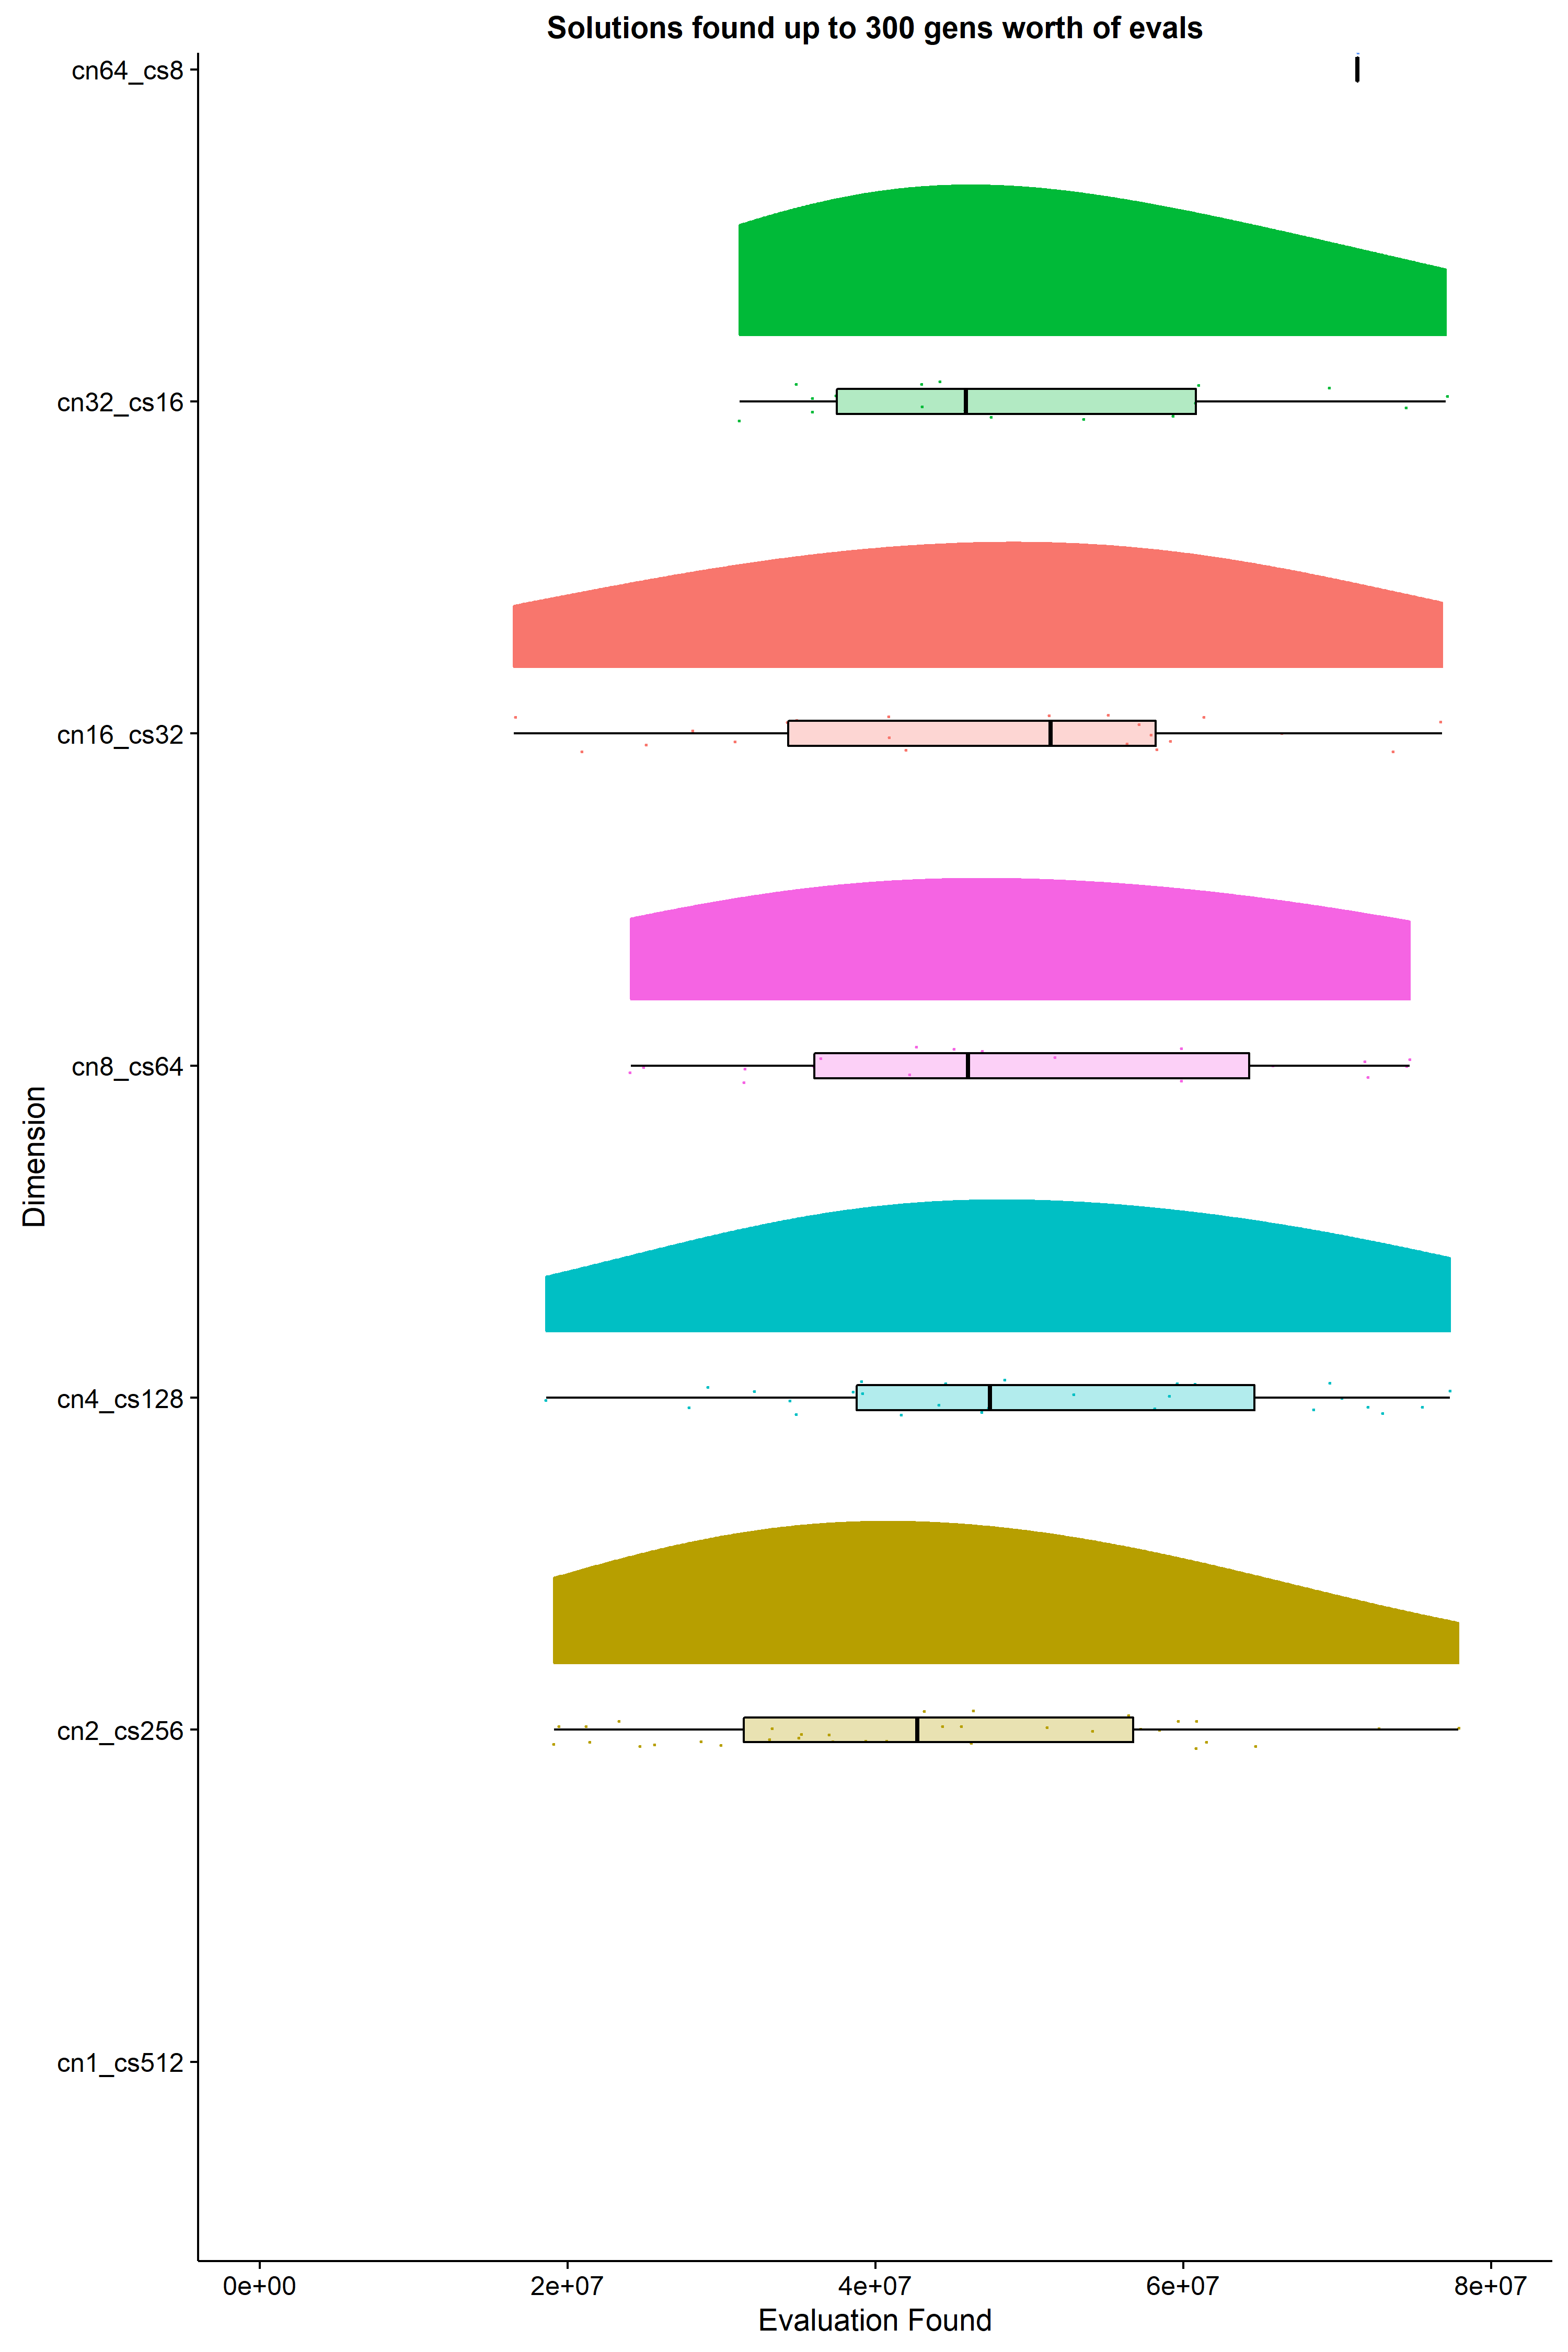 Solutions found up to 300 gens worth of evals
cn64_cs8
cn32_cs16
cn16_cs32
cn8_cs64
Dimension
cn4_cs128
cn2_cs256
cn1_cs512
0e+00
2e+07
4e+07
6e+07
8e+07
Evaluation Found